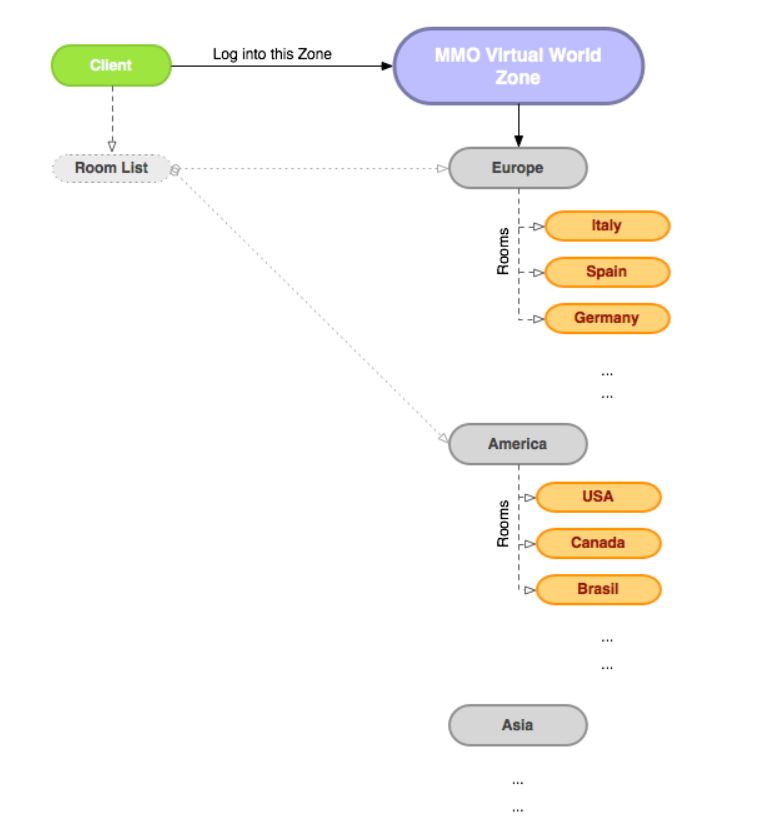 Client
Log into this Zone
MMO Virtual World
Zone
Room List
Europe
Rooms
Italy
Spain
Germany
...
...
America
Rooms
USA
Canada
Brasil
...
...
Asia
...
...